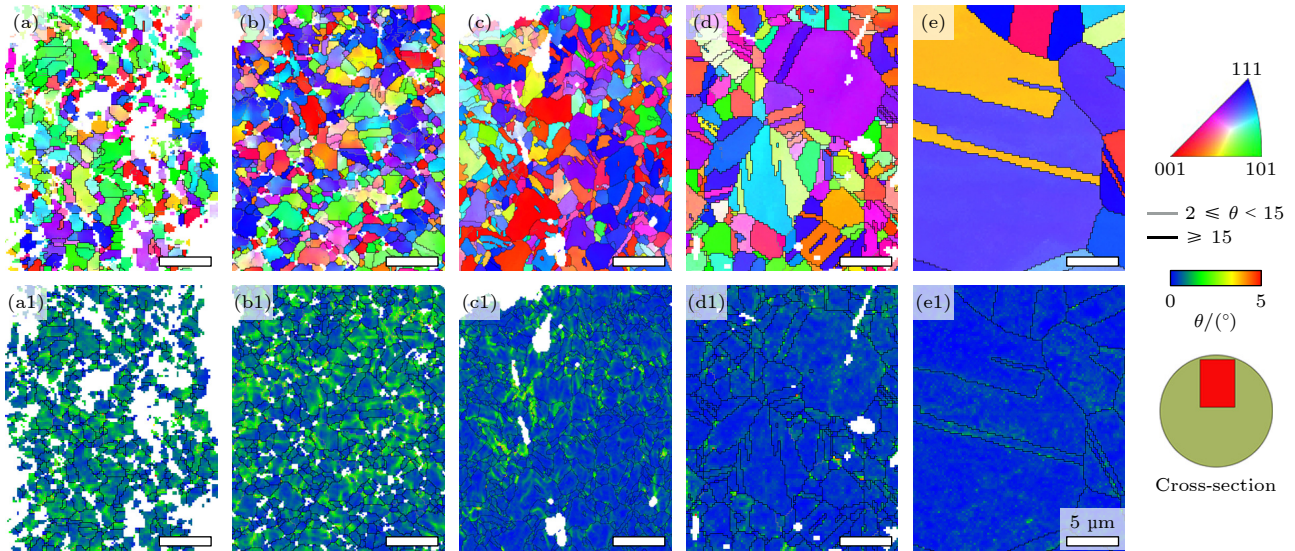 (a) (b) (c) (d) (e)
111
001 101
2 ⩽ θ < 15
⩾ 15
(a1) (b1) (c1) (d1) (e1)
0 5
θ/(°)
Cross-section
5 μm